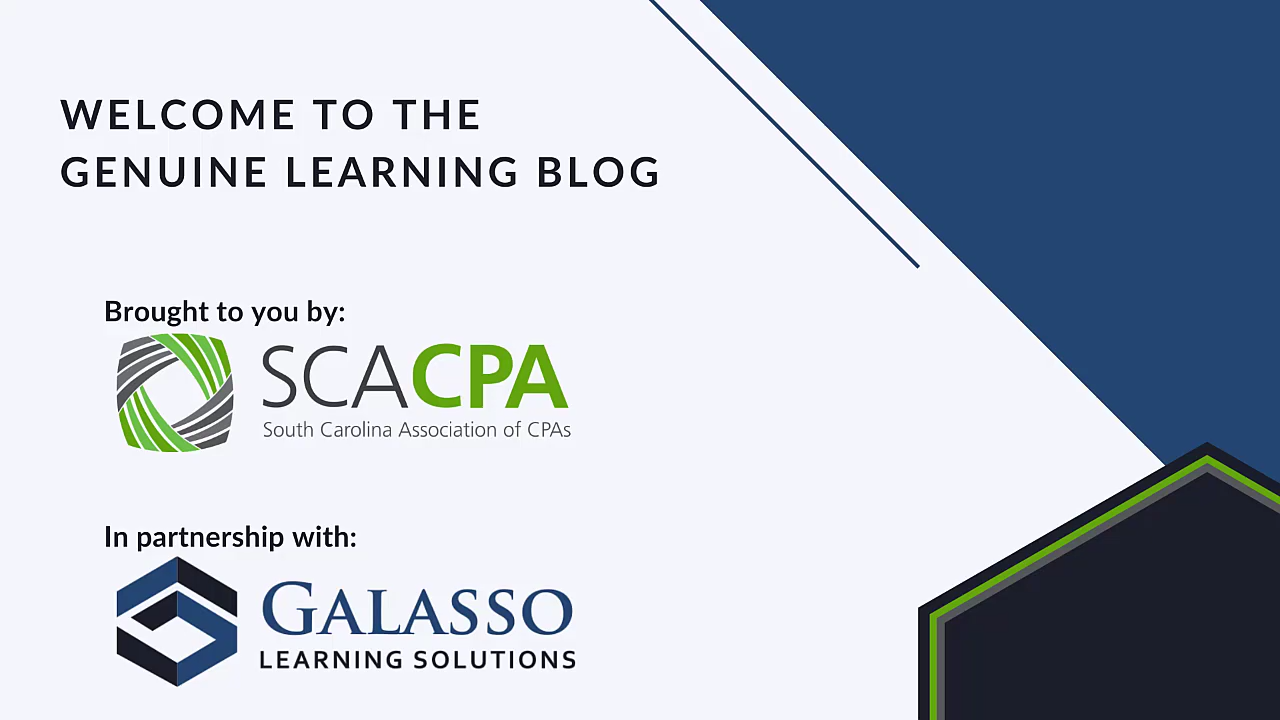 WELCOME TO THE
GENUINE LEARNING BLOG
Brought to you by:
SCACPA
South Carolina Association of CPAs
In partnership with:
GALASSO
LEARNING SOLUTIONS